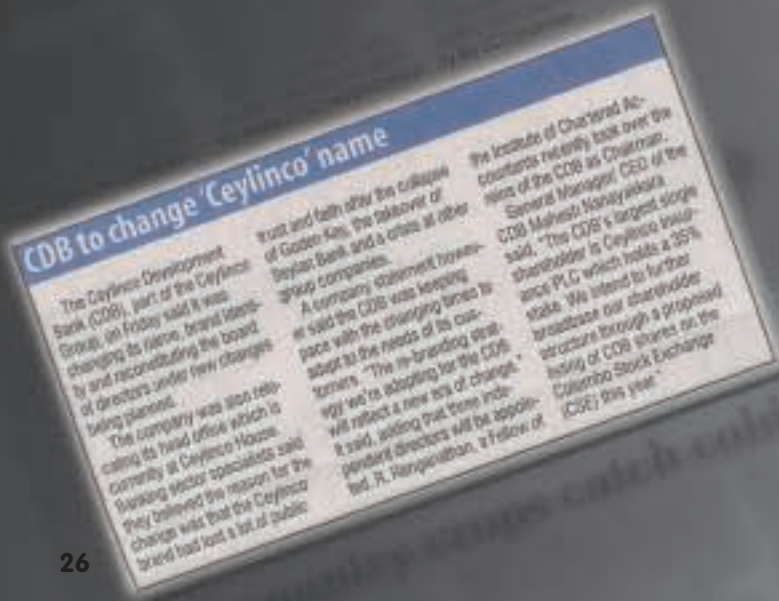 CDB to change 'Ceylinco' name
The Ceylinco Development
Bank (CDB), part of the Ceylinco
Group, on Friday said it was
changing its name, brand identi-
ty and reconstituting the board
of directors under new changes
being planned.
The company was also relo-
cating its head office which is
currently at Ceylinco House.
Banking sector specialists said
they believed the reason for the
change was that the Ceylinco
brand had lost a lot of public
trust and faith after the collapse
of Golden Key, the takeover of
Seylan Bank and a crisis at other
group companies.
A company statement howev-
er said the CDB was keeping
pace with the changing times to
adapt to the needs of its cus-
tomers. "The re-branding strat-
egy we're adopting for the CDB
will reflect a new era of change,"
it said, adding that three inde-
pendent directors will be appoin-
ted. R. Renganathan, a Fellow of
the Institute of Chartered Ac-
countants recently took over the
reins of the CDB as Chairman.
General Manager/ CEO of the
CDB Mahesh Nanayakkara
said, "The CDB's largest single
shareholder is Ceylinco Insur-
ance PLC which holds a 35%
stake. We intend to further
broadbase our shareholder
structure through a proposed
listing of CDB shares on the
Colombo Stock Exchange
(CSE) this year."
catch
26